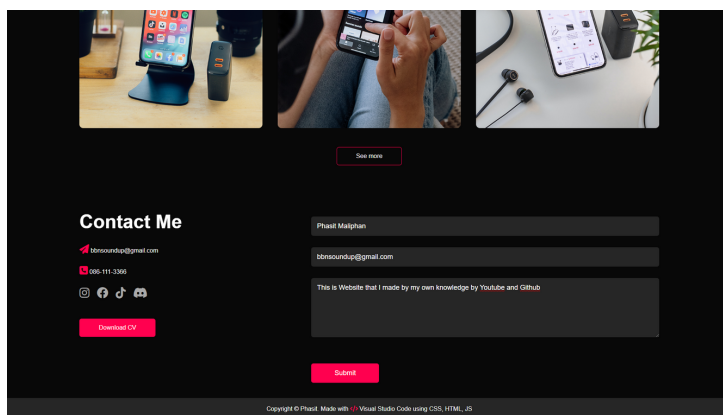 See more
Contact Me
bbnsoundup@gmail.com
086-111-3366
Download CV
Phasit Maliphan
bbnsoundup@gmail.com
This is Website that I made by my own knowledge by Youtube and Github
Submit
Copyright © Phasit. Made with </> Visual Studio Code using CSS, HTML, JS